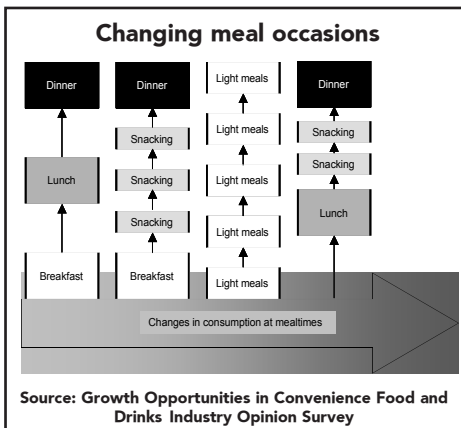 Changing meal occasions
Dinner
Lunch
Breakfast
Dinner
Snacking
Snacking
Snacking
Breakfast
Light meals
Light meals
Light meals
Light meals
Light meals
Dinner
Snacking
Snacking
Lunch
Changes in consumption at mealtimes
Source: Growth Opportunities in Convenience Food and
Drinks Industry Opinion Survey